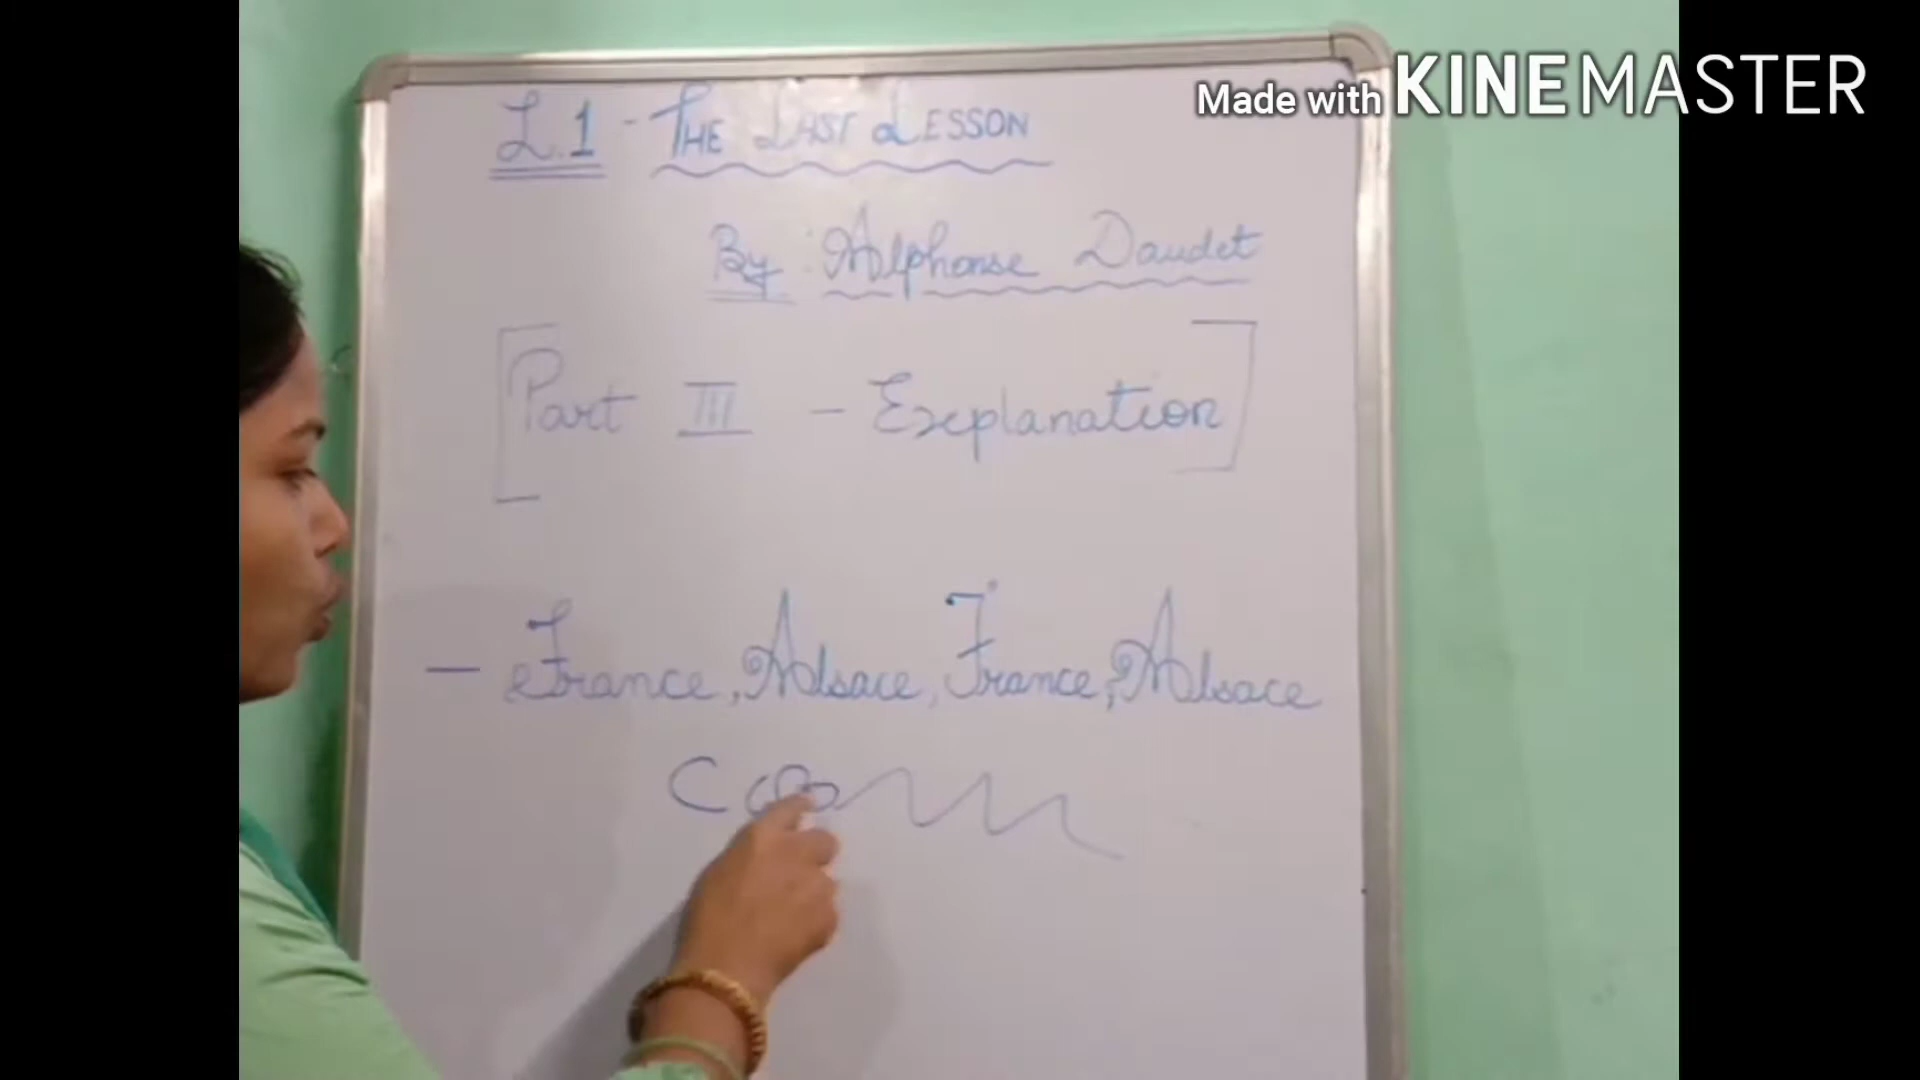 Made with KINEMASTER
L.1 - THE LAST LESSON
By : Alphonse Daudet
[Part III - Explanation]
- France, Alsace, France, Alsace